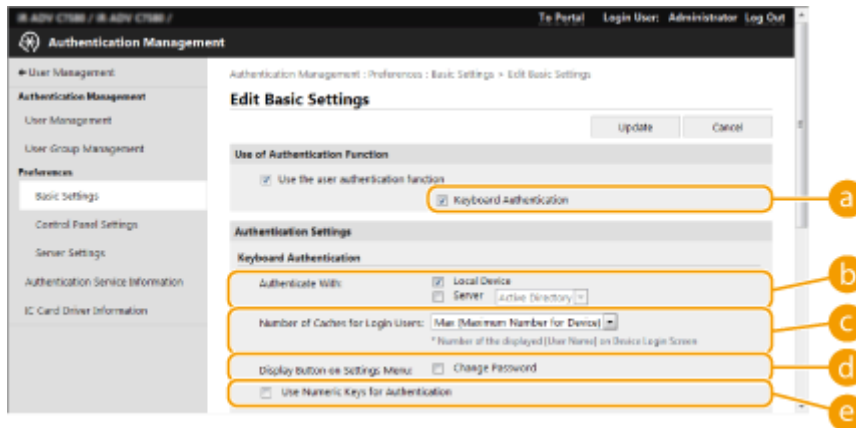 iR-ADV C7580 / iR-ADV C7580 /
To Portal Login User: Administrator Log Out
Authentication Management
User Management
Authentication Management
User Management
User Group Management
Preferences
Basic Settings
Control Panel Settings
Server Settings
Authentication Service Information
IC Card Driver Information
Authentication Management : Preferences : Basic Settings > Edit Basic Settings
Edit Basic Settings
Update Cancel
Use of Authentication Function
Use the user authentication function
Keyboard Authentication
a
Authentication Settings
Keyboard Authentication
Authenticate With: Local Device
Server Active Directory
b
Number of Caches for Login Users: Max (Maximum Number for Device)
* Number of the displayed [User Name] on Device Login Screen
c
Display Button on Settings Menu: Change Password
d
Use Numeric Keys for Authentication
e